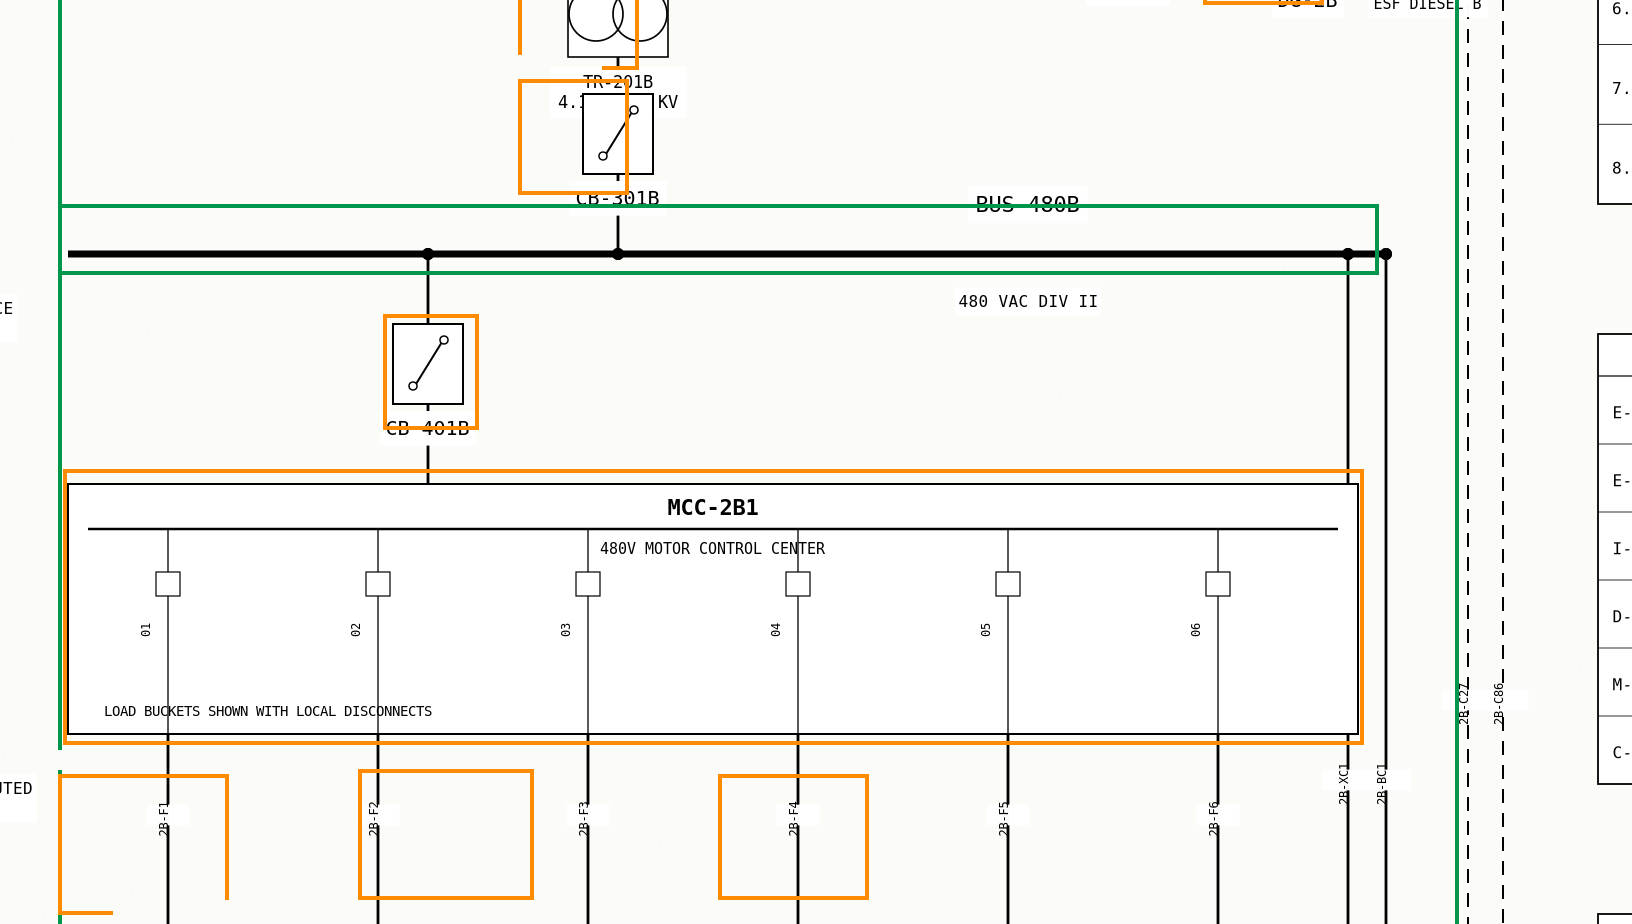 ESF DIESEL B
6.
TR-201B
KV
7.
8.
CB-301B
BUS 480B
480 VAC DIV II
CE
CB-401B
E-
E-
I-
D-
M-
C-
MCC-2B1
480V MOTOR CONTROL CENTER
01
02
03
04
05
06
LOAD BUCKETS SHOWN WITH LOCAL DISCONNECTS
2B-C27
2B-C86
UTED
2B-F1
2B-F2
2B-F3
2B-F4
2B-F5
2B-F6
2B-XC1
2B-BC1